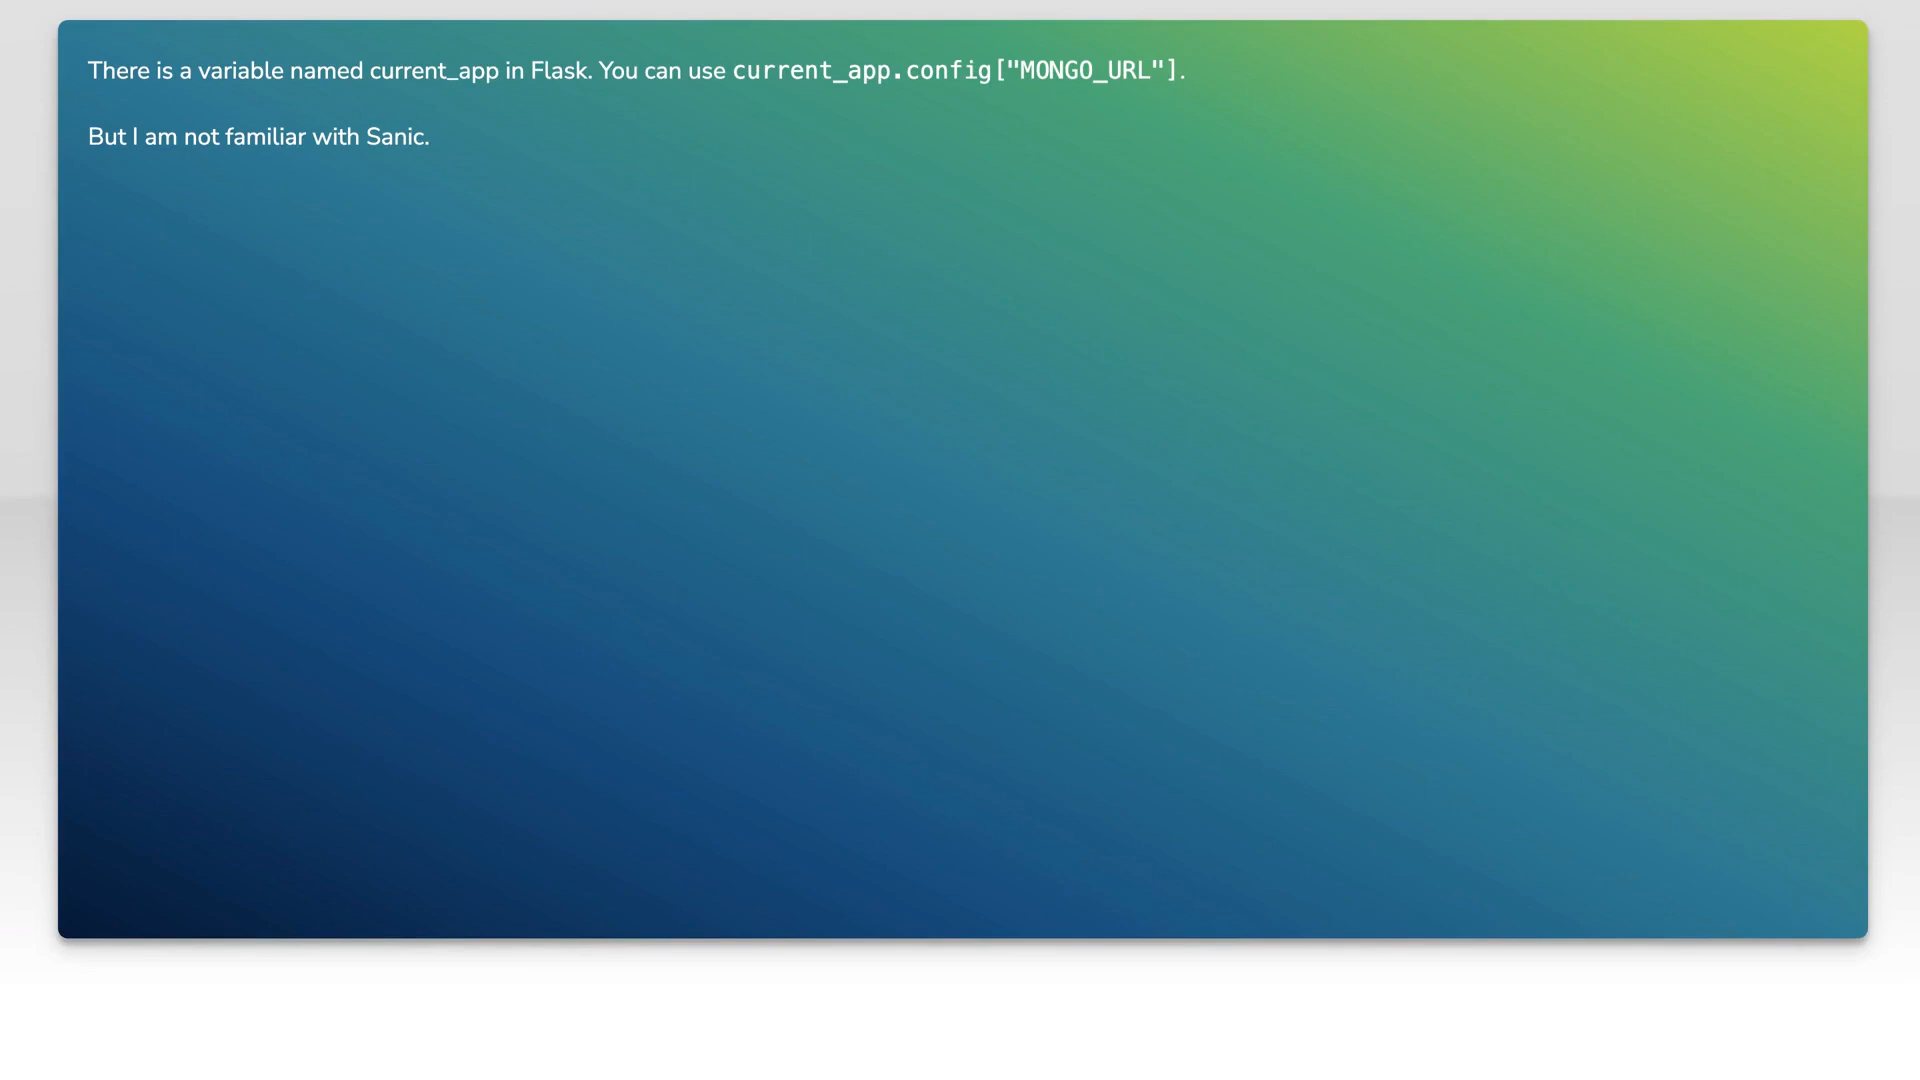 There is a variable named current_app in Flask. You can use current_app.config["MONGO_URL"].
But I am not familiar with Sanic.